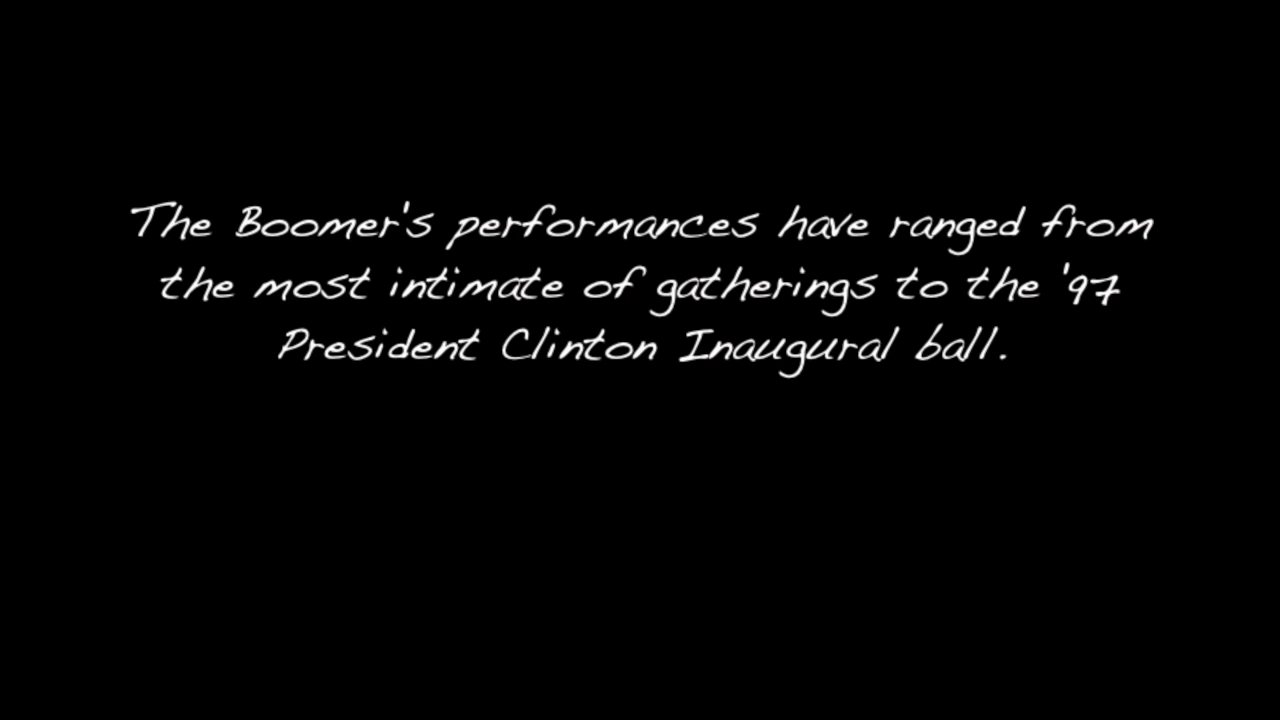 The Boomer's performances have ranged from
the most intimate of gatherings to the '97
President Clinton Inaugural ball.